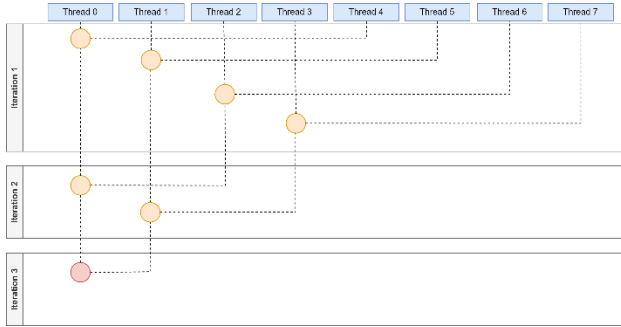 Thread 0
Thread 1
Thread 2
Thread 3
Thread 4
Thread 5
Thread 6
Thread 7
Iteration 1
Iteration 2
Iteration 3